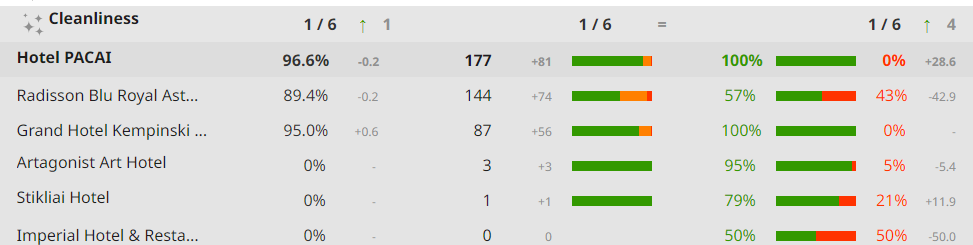 Cleanliness 1 / 6 ↑ 1 1 / 6 = 1 / 6 ↑ 4
Hotel PACAI 96.6% -0.2 177 +81 100% 0% +28.6
Radisson Blu Royal Ast... 89.4% -0.2 144 +74 57% 43% -42.9
Grand Hotel Kempinski ... 95.0% +0.6 87 +56 100% 0% -
Artagonist Art Hotel 0% - 3 +3 95% 5% -5.4
Stikliai Hotel 0% - 1 +1 79% 21% +11.9
Imperial Hotel & Resta... 0% - 0 0 50% 50% -50.0